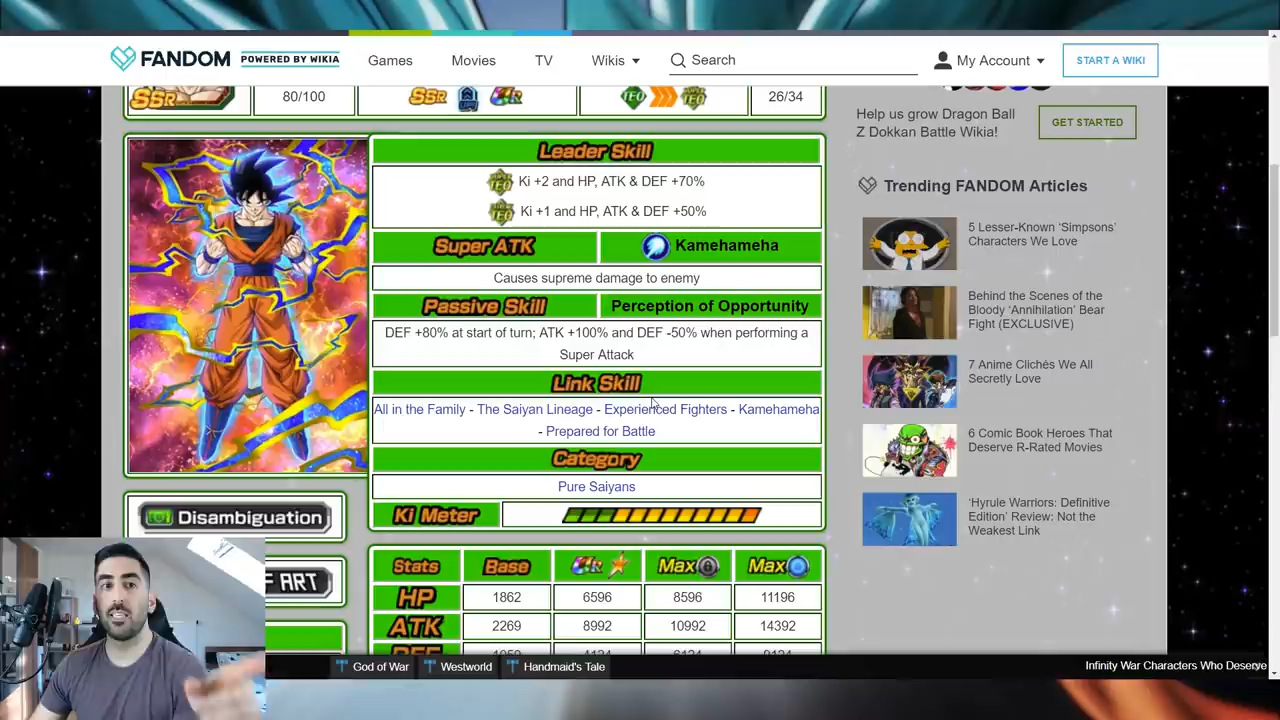 FANDOM POWERED BY WIKIA Games Movies TV Wikis Search My Account START A WIKI
SSR 80/100 SSR UR TEQ TEQ 26/34
Help us grow Dragon Ball
Z Dokkan Battle Wikia!
GET STARTED
Leader Skill
SUPER TEQ Ki +2 and HP, ATK & DEF +70%
Ki +1 and HP, ATK & DEF +50%
Super ATK Kamehameha
Causes supreme damage to enemy
Passive Skill Perception of Opportunity
DEF +80% at start of turn; ATK +100% and DEF -50% when performing a
Super Attack
Link Skill
All in the Family - The Saiyan Lineage - Experienced Fighters - Kamehameha
- Prepared for Battle
Category
Pure Saiyans
Ki Meter
Disambiguation
F ART
Stats Base UR Max Max
HP 1862 6596 8596 11196
ATK 2269 8992 10992 14392
Trending FANDOM Articles
5 Lesser-Known ‘Simpsons’
Characters We Love
Behind the Scenes of the
Bloody ‘Annihilation’ Bear
Fight (EXCLUSIVE)
7 Anime Clichés We All
Secretly Love
6 Comic Book Heroes That
Deserve R-Rated Movies
‘Hyrule Warriors: Definitive
Edition’ Review: Not the
Weakest Link
God of War Westworld Handmaid's Tale Infinity War Characters Who Deserve